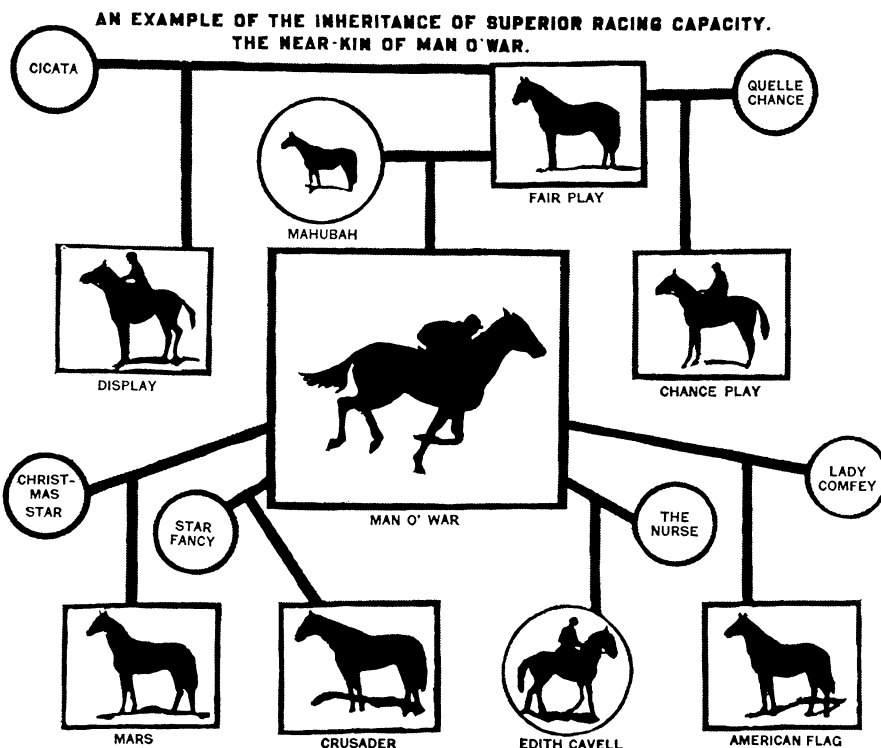 AN EXAMPLE OF THE INHERITANCE OF SUPERIOR RACING CAPACITY.
THE NEAR-KIN OF MAN O'WAR.
CICATA
QUELLE
CHANCE
FAIR PLAY
MAHUBAH
DISPLAY
CHANCE PLAY
CHRIST-
MAS
STAR
STAR
FANCY
MAN O' WAR
THE
NURSE
LADY
COMFEY
MARS
CRUSADER
EDITH CAVELL
AMERICAN FLAG